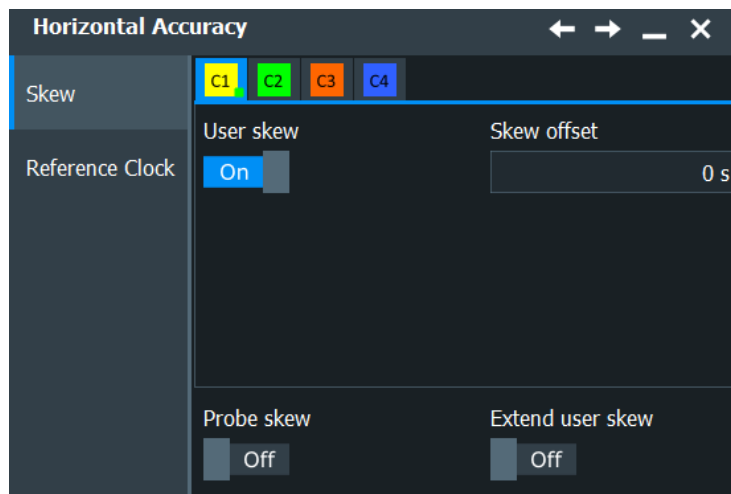 Horizontal Accuracy
Skew
C1 C2 C3 C4
User skew Skew offset
Reference Clock On 0 s
Probe skew Extend user skew
Off Off